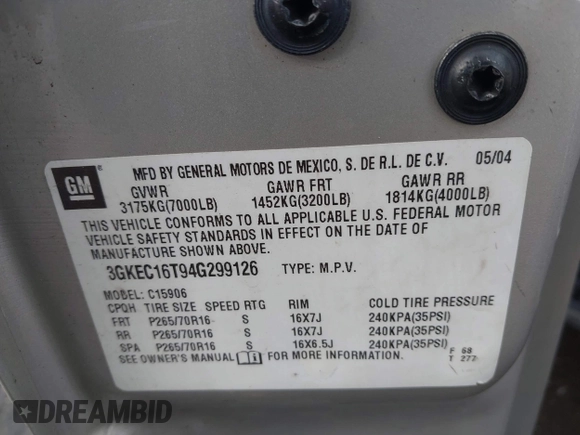 GM
MFD BY GENERAL MOTORS DE MEXICO, S. DE R.L. DE C.V. 05/04
GVWR GAWR FRT GAWR RR
3175KG(7000LB) 1452KG(3200LB) 1814KG(4000LB)
THIS VEHICLE CONFORMS TO ALL APPLICABLE U.S. FEDERAL MOTOR
VEHICLE SAFETY STANDARDS IN EFFECT ON THE DATE OF
MANUFACTURE SHOWN ABOVE.
3GKEC16T94G299126 TYPE: M.P.V.
MODEL: C15906
CPQH TIRE SIZE SPEED RTG RIM COLD TIRE PRESSURE
FRT P265/70R16 S 16X7J 240KPA(35PSI)
RR P265/70R16 S 16X7J 240KPA(35PSI)
SPA P265/70R16 S 16X6.5J 240KPA(35PSI)
SEE OWNER'S MANUAL FOR MORE INFORMATION. F 68
T 277
DREAMBID